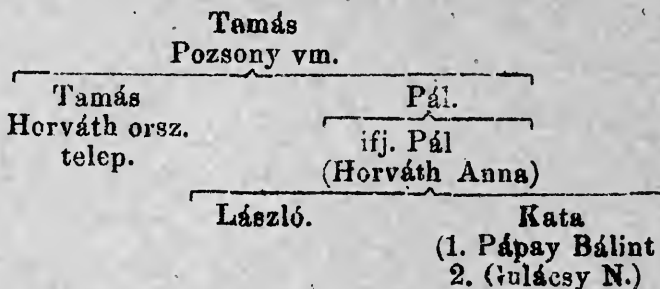 Tamás
Pozsony vm.
Tamás Pál.
Horváth orsz. ifj. Pál
telep. (Horváth Anna)
László. Kata
(1. Pápay Bálint
2. Gulácsy N.)